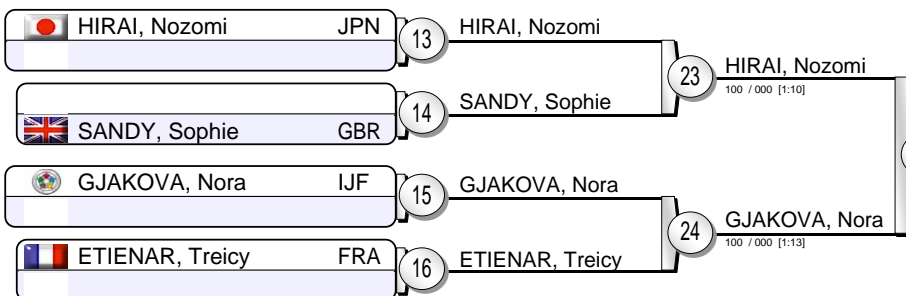 HIRAI, Nozomi JPN
13
HIRAI, Nozomi
23
HIRAI, Nozomi
100 / 000 [1:10]
14
SANDY, Sophie
SANDY, Sophie GBR
GJAKOVA, Nora IJF
15
GJAKOVA, Nora
24
GJAKOVA, Nora
100 / 000 [1:13]
ETIENAR, Treicy FRA
16
ETIENAR, Treicy